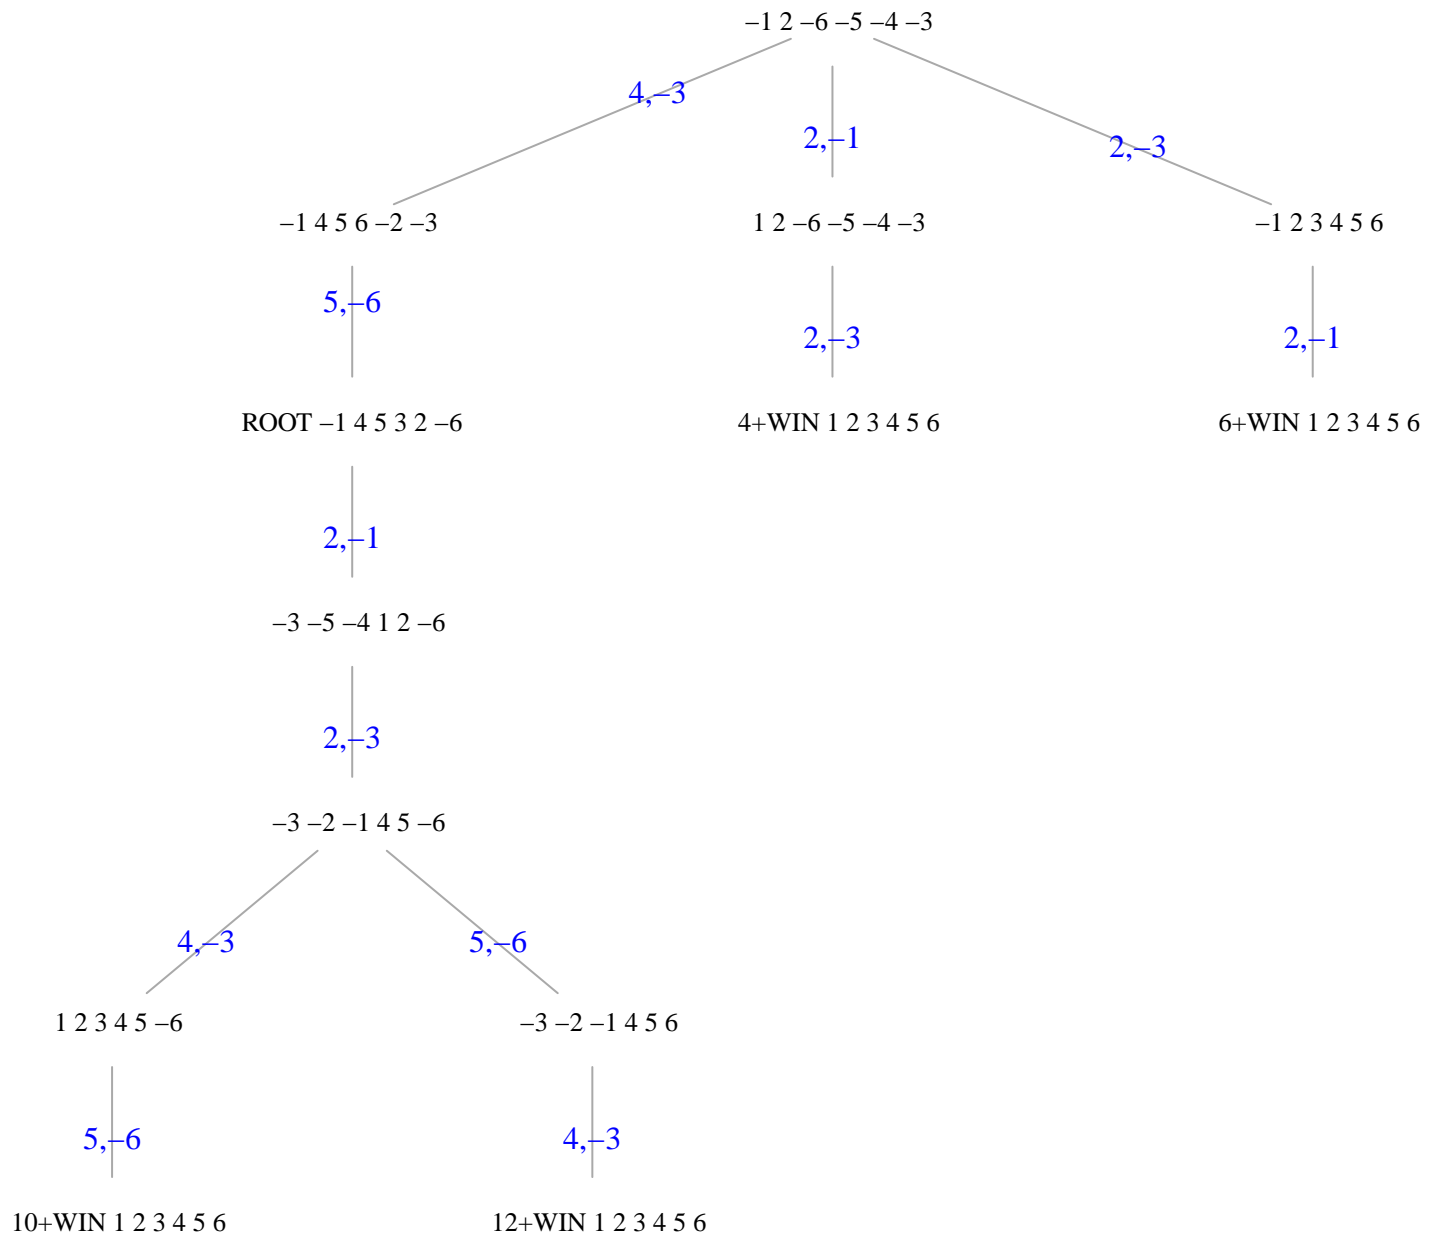 –1 2 –6 –5 –4 –3
4,–3
2,–1
2,–3
–1 4 5 6 –2 –3
1 2 –6 –5 –4 –3
–1 2 3 4 5 6
5,–6
2,–3
2,–1
ROOT –1 4 5 3 2 –6
4+WIN 1 2 3 4 5 6
6+WIN 1 2 3 4 5 6
2,–1
–3 –5 –4 1 2 –6
2,–3
–3 –2 –1 4 5 –6
4,–3
5,–6
1 2 3 4 5 –6
–3 –2 –1 4 5 6
5,–6
4,–3
10+WIN 1 2 3 4 5 6
12+WIN 1 2 3 4 5 6